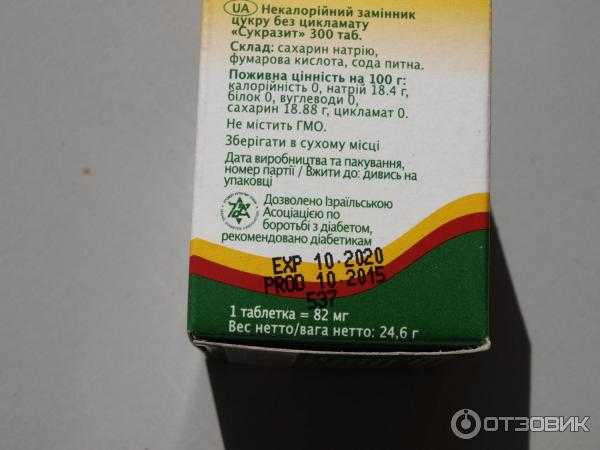 UA Некалорійний замінник
цукру без цикламату
«Сукразит» 300 таб.
Склад: сахарин натрію,
фумарова кислота, сода питна.
Поживна цінність на 100 г:
калорійність 0, натрій 18.4 г,
білок 0, вуглеводи 0,
сахарин 18.88 г, цикламат 0.
Не містить ГМО.
Зберігати в сухому місці
Дата виробництва та пакування,
номер партії / Вжити до: дивись на
упаковці
Дозволено Ізраїльською
Асоціацією по
боротьбі з діабетом,
рекомендовано діабетикам
EXP 10·2020
PROD 10·2015
537
1 таблетка = 82 мг
Вес нетто/вага нетто: 24,6 г
ОТЗОВИК